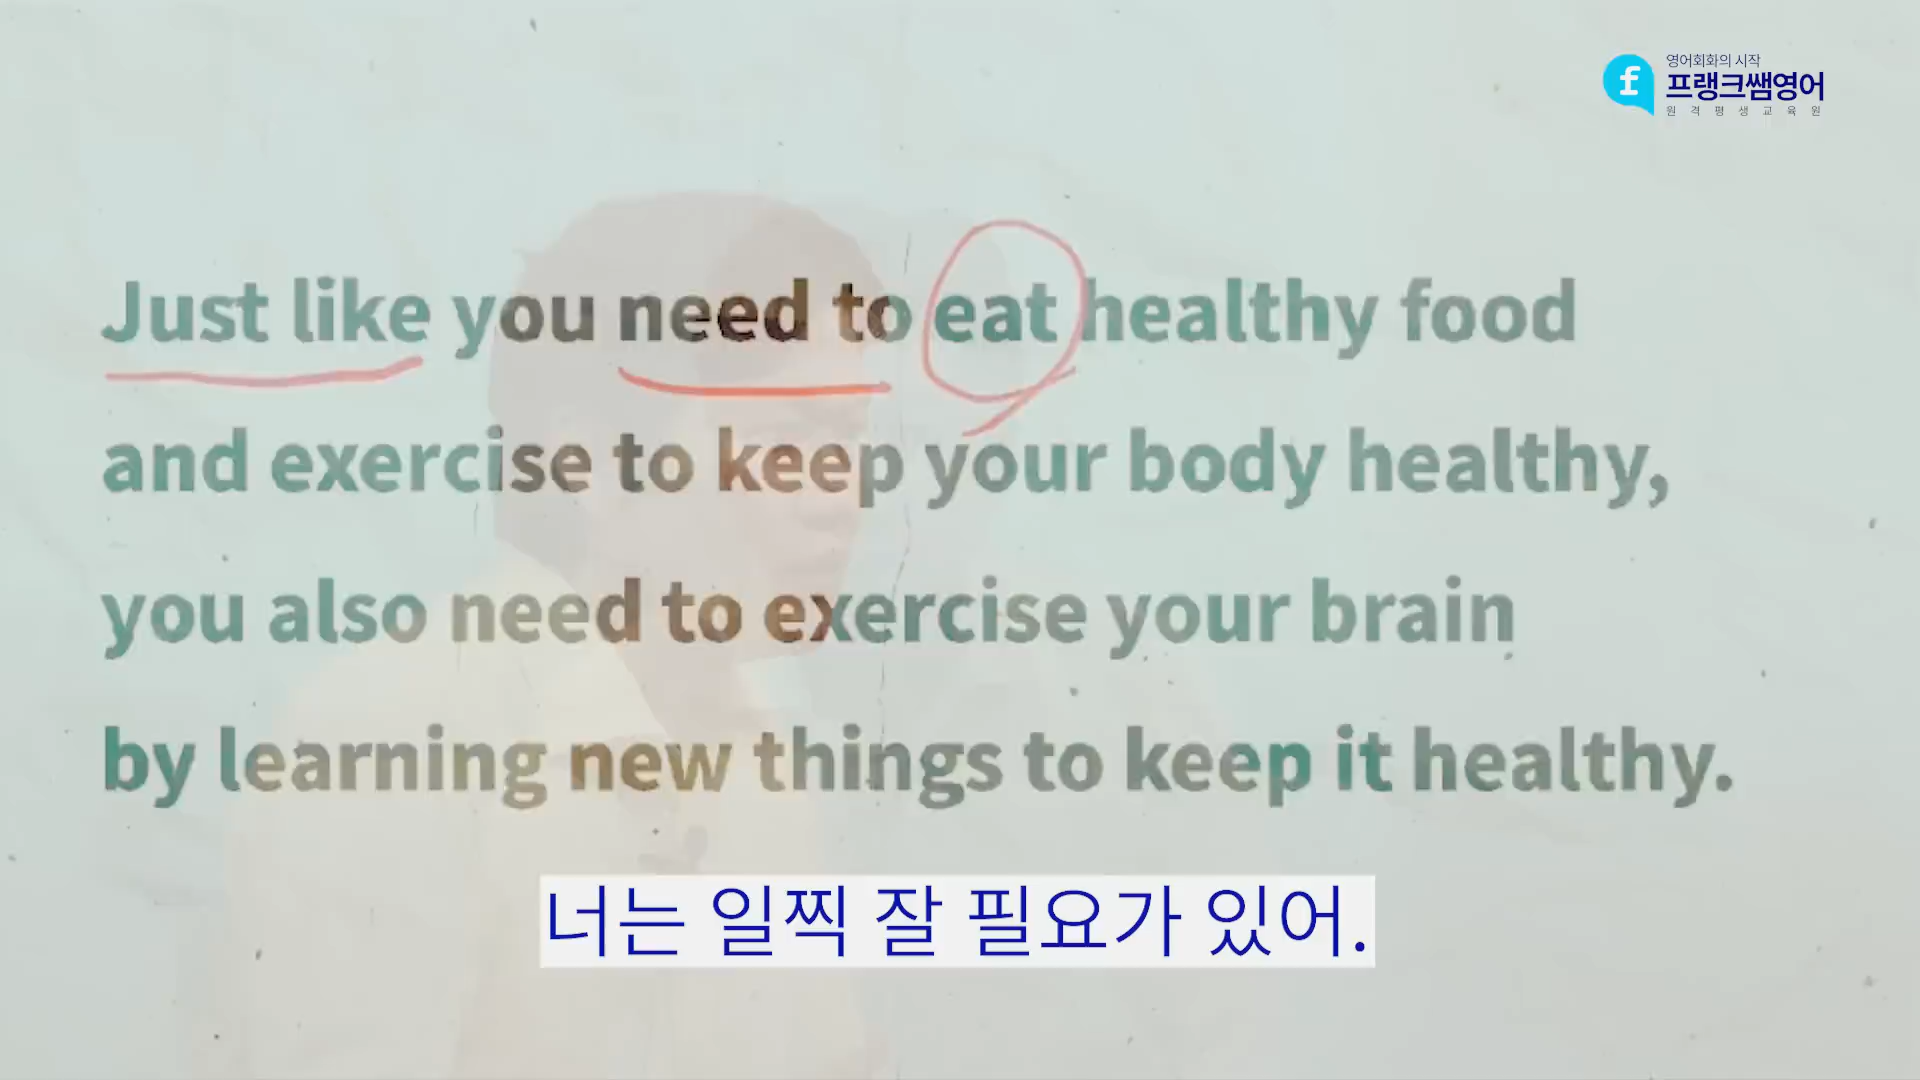 영어회화의 시작
프랭크쌤영어
원격평생교육원
Just like you need to eat healthy food
and exercise to keep your body healthy,
you also need to exercise your brain
by learning new things to keep it healthy.
너는 일찍 잘 필요가 있어.